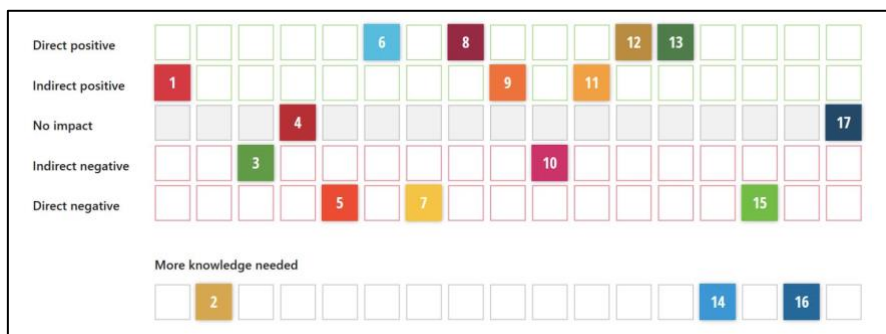 Direct positive 6 8 12 13
Indirect positive 1 9 11
No impact 4 17
Indirect negative 3 10
Direct negative 5 7 15
More knowledge needed
2 14 16